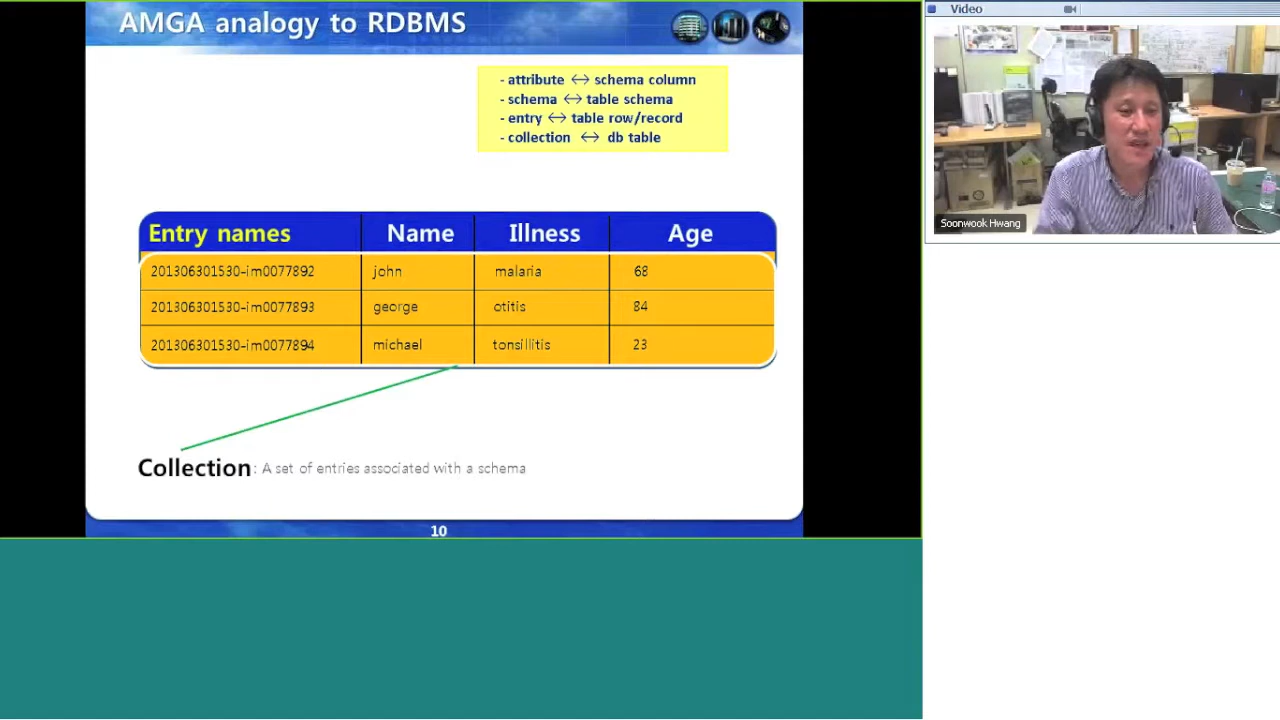 AMGA analogy to RDBMS
- attribute ↔ schema column
- schema ↔ table schema
- entry ↔ table row/record
- collection ↔ db table
Entry names Name Illness Age
201306301530-im0077892 john malaria 68
201306301530-im0077893 george otitis 84
201306301530-im0077894 michael tonsillitis 23
Collection : A set of entries associated with a schema
10
Video
Soonwook Hwang